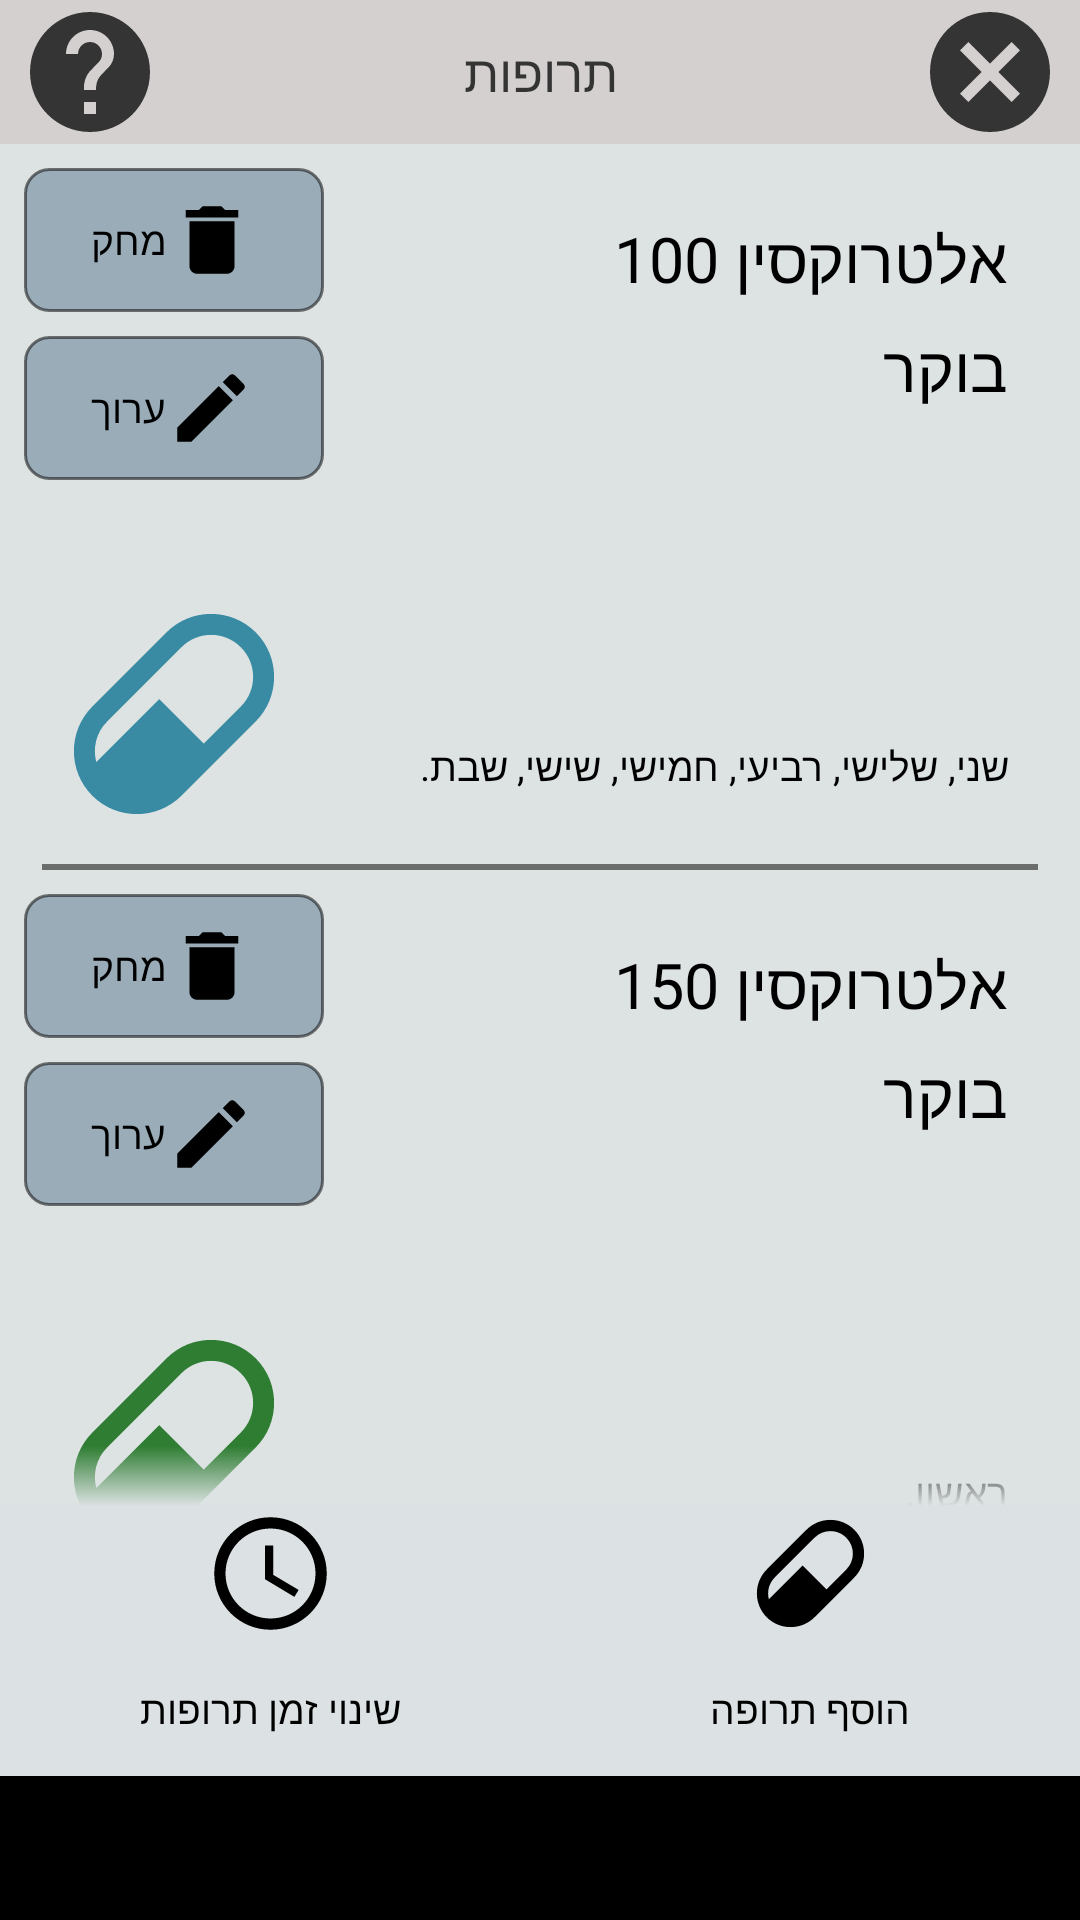 תרופות
אלטרוקסין 100
בוקר
מחק
ערוך
שני, שלישי, רביעי, חמישי, שישי, שבת.
אלטרוקסין 150
בוקר
מחק
ערוך
ראשון.
הוסף תרופה
שינוי זמן תרופות